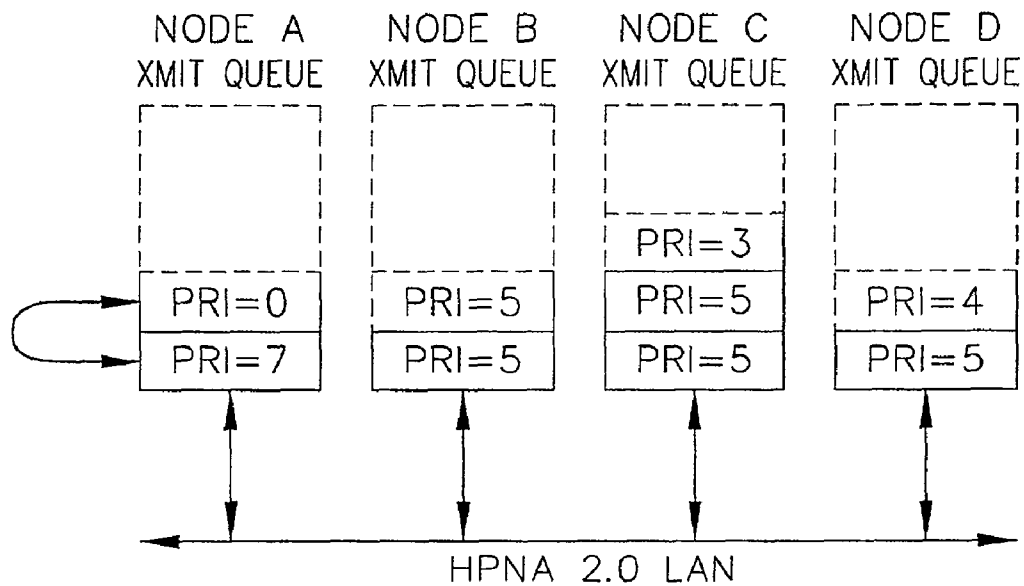 NODE A NODE B NODE C NODE D
XMIT QUEUE XMIT QUEUE XMIT QUEUE XMIT QUEUE
PRI=3
PRI=0 PRI=5 PRI=5 PRI=4
PRI=7 PRI=5 PRI=5 PRI=5
HPNA 2.0 LAN